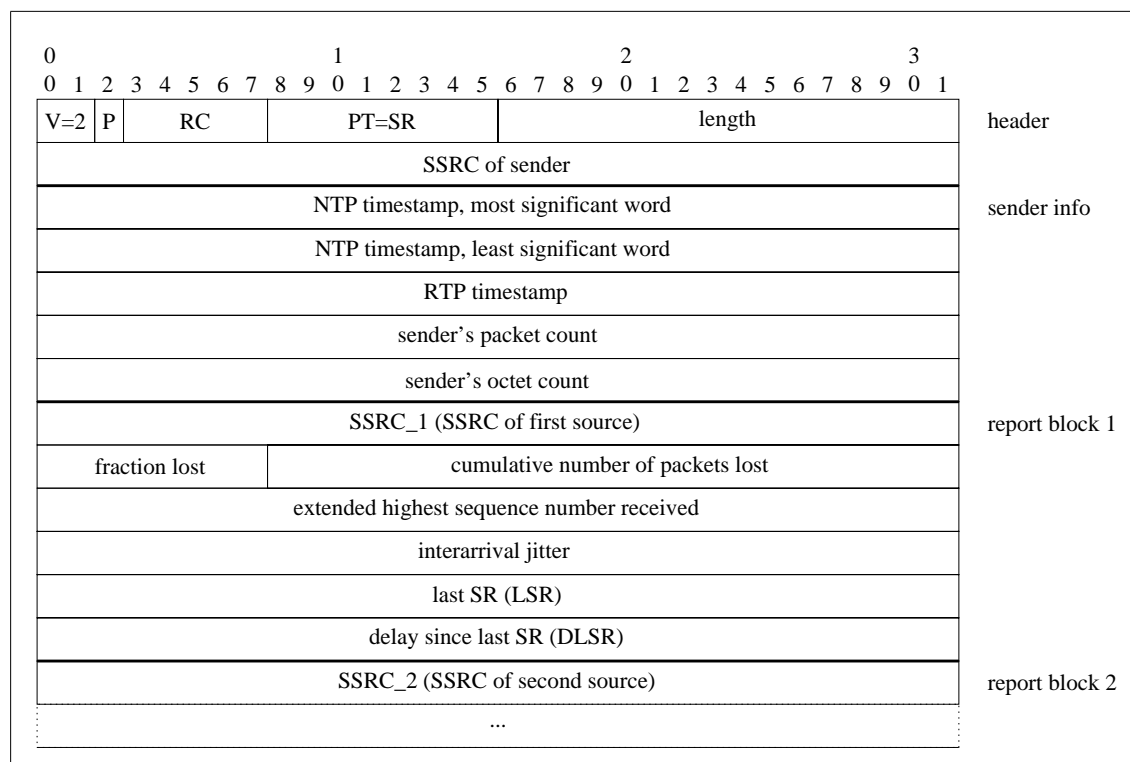 0 1 2 3
0 1 2 3 4 5 6 7 8 9 0 1 2 3 4 5 6 7 8 9 0 1 2 3 4 5 6 7 8 9 0 1
V=2 P RC PT=SR length header
SSRC of sender
NTP timestamp, most significant word sender info
NTP timestamp, least significant word
RTP timestamp
sender’s packet count
sender’s octet count
SSRC_1 (SSRC of first source) report block 1
fraction lost cumulative number of packets lost
extended highest sequence number received
interarrival jitter
last SR (LSR)
delay since last SR (DLSR)
SSRC_2 (SSRC of second source) report block 2
...